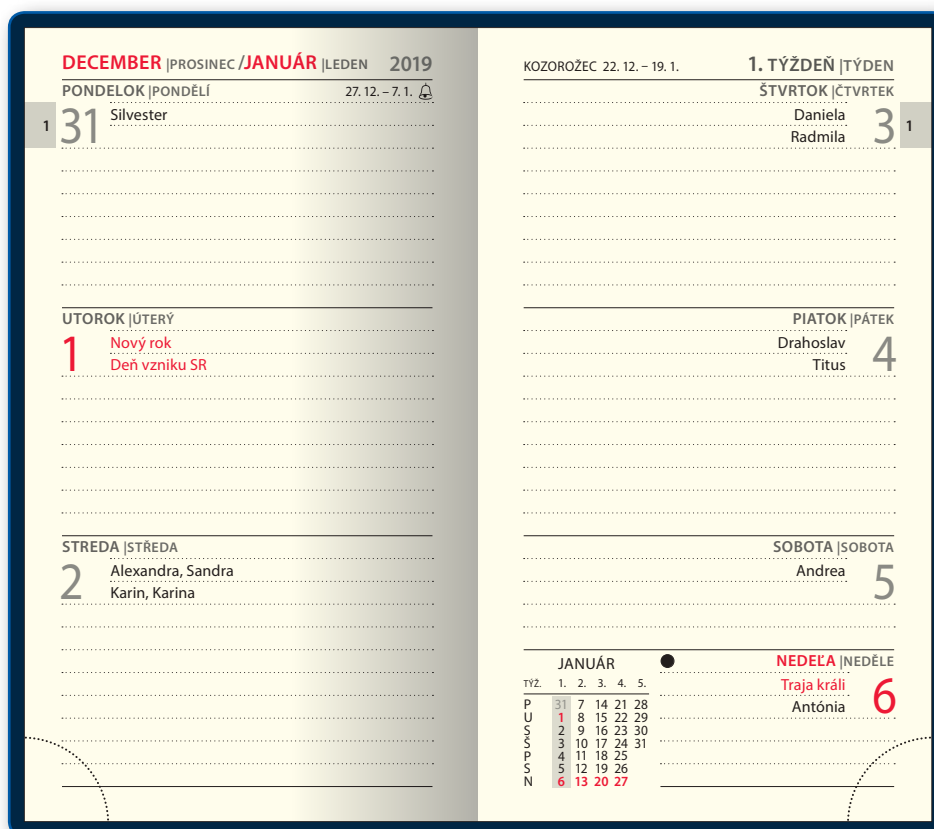 DECEMBER |PROSINEC /JANUÁR |LEDEN 2019
PONDELOK |PONDĚLÍ 27. 12. – 7. 1.
1
31 Silvester
UTOROK |ÚTERÝ
1 Nový rok
Deň vzniku SR
STREDA |STŘEDA
2 Alexandra, Sandra
Karin, Karina
KOZOROŽEC 22. 12. – 19. 1. 1. TÝŽDEŇ |TÝDEN
ŠTVRTOK |ČTVRTEK
Daniela 3 1
Radmila
PIATOK |PÁTEK
Drahoslav 4
Titus
SOBOTA |SOBOTA
Andrea 5
NEDEĽA |NEDĚLE
Traja králi 6
Antónia
JANUÁR
TÝŽ. 1. 2. 3. 4. 5.
P 31 7 14 21 28
U 1 8 15 22 29
S 2 9 16 23 30
Š 3 10 17 24 31
P 4 11 18 25
S 5 12 19 26
N 6 13 20 27